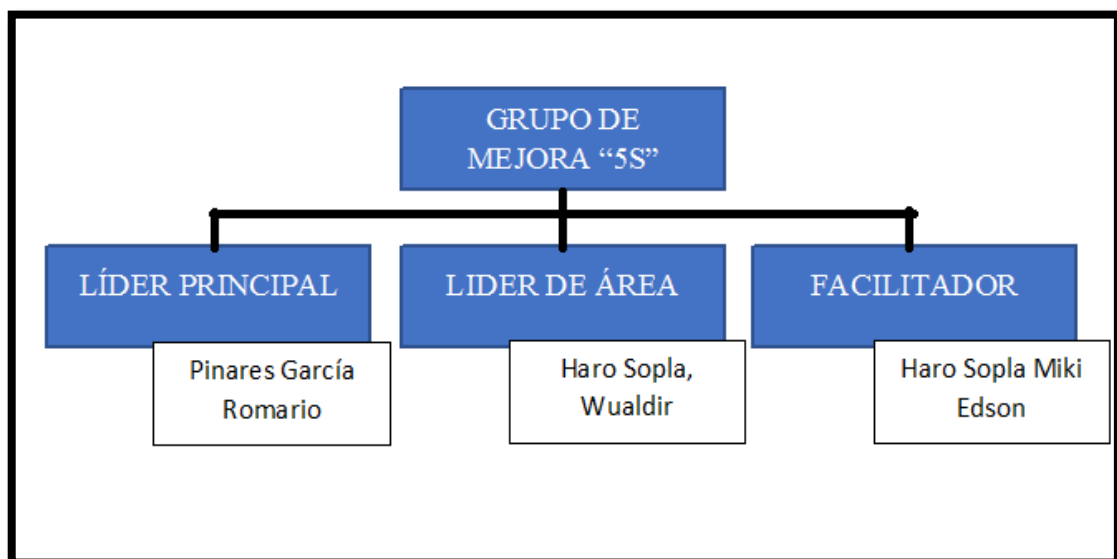 GRUPO DE
MEJORA “5S”
LÍDER PRINCIPAL
LIDER DE ÁREA
FACILITADOR
Pinares García
Romario
Haro Sopla,
Wualdir
Haro Sopla Miki
Edson